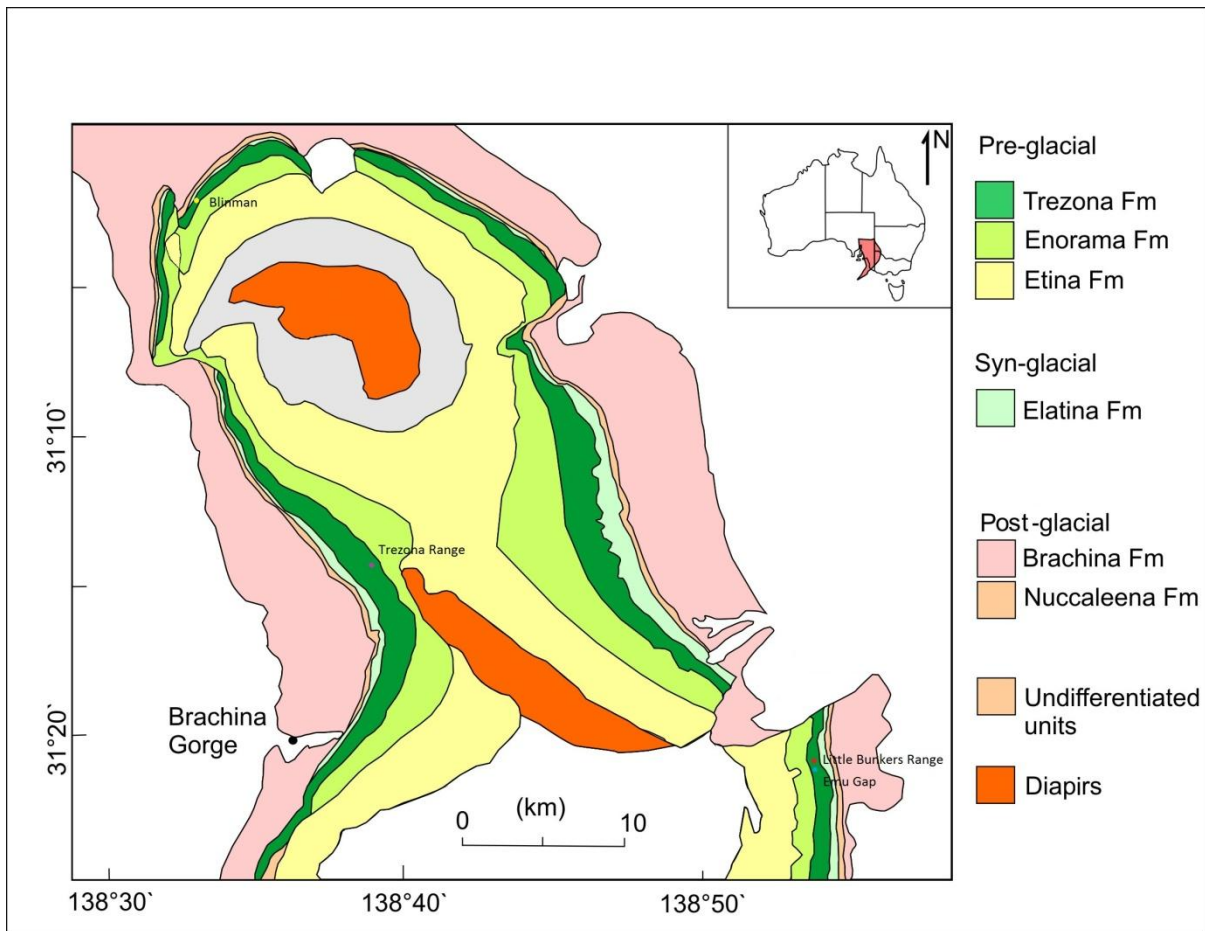 N
Blinman
Trezona Range
Brachina
Gorge
Little Bunkers Range
Emu Gap
(km)
0 10
31°10`
31°20`
138°30` 138°40` 138°50`
Pre-glacial
Trezona Fm
Enorama Fm
Etina Fm
Syn-glacial
Elatina Fm
Post-glacial
Brachina Fm
Nuccaleena Fm
Undifferentiated
units
Diapirs